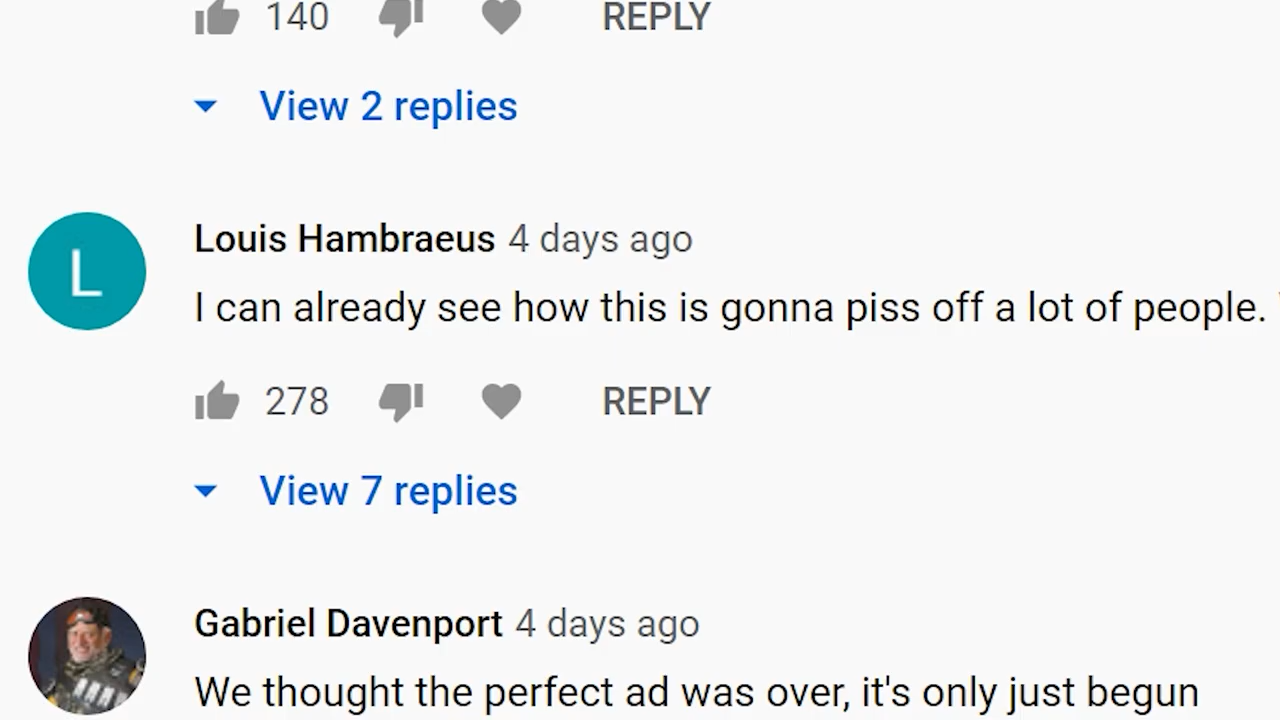 140 REPLY
View 2 replies
L
Louis Hambraeus 4 days ago
I can already see how this is gonna piss off a lot of people.
278 REPLY
View 7 replies
Gabriel Davenport 4 days ago
We thought the perfect ad was over, it's only just begun